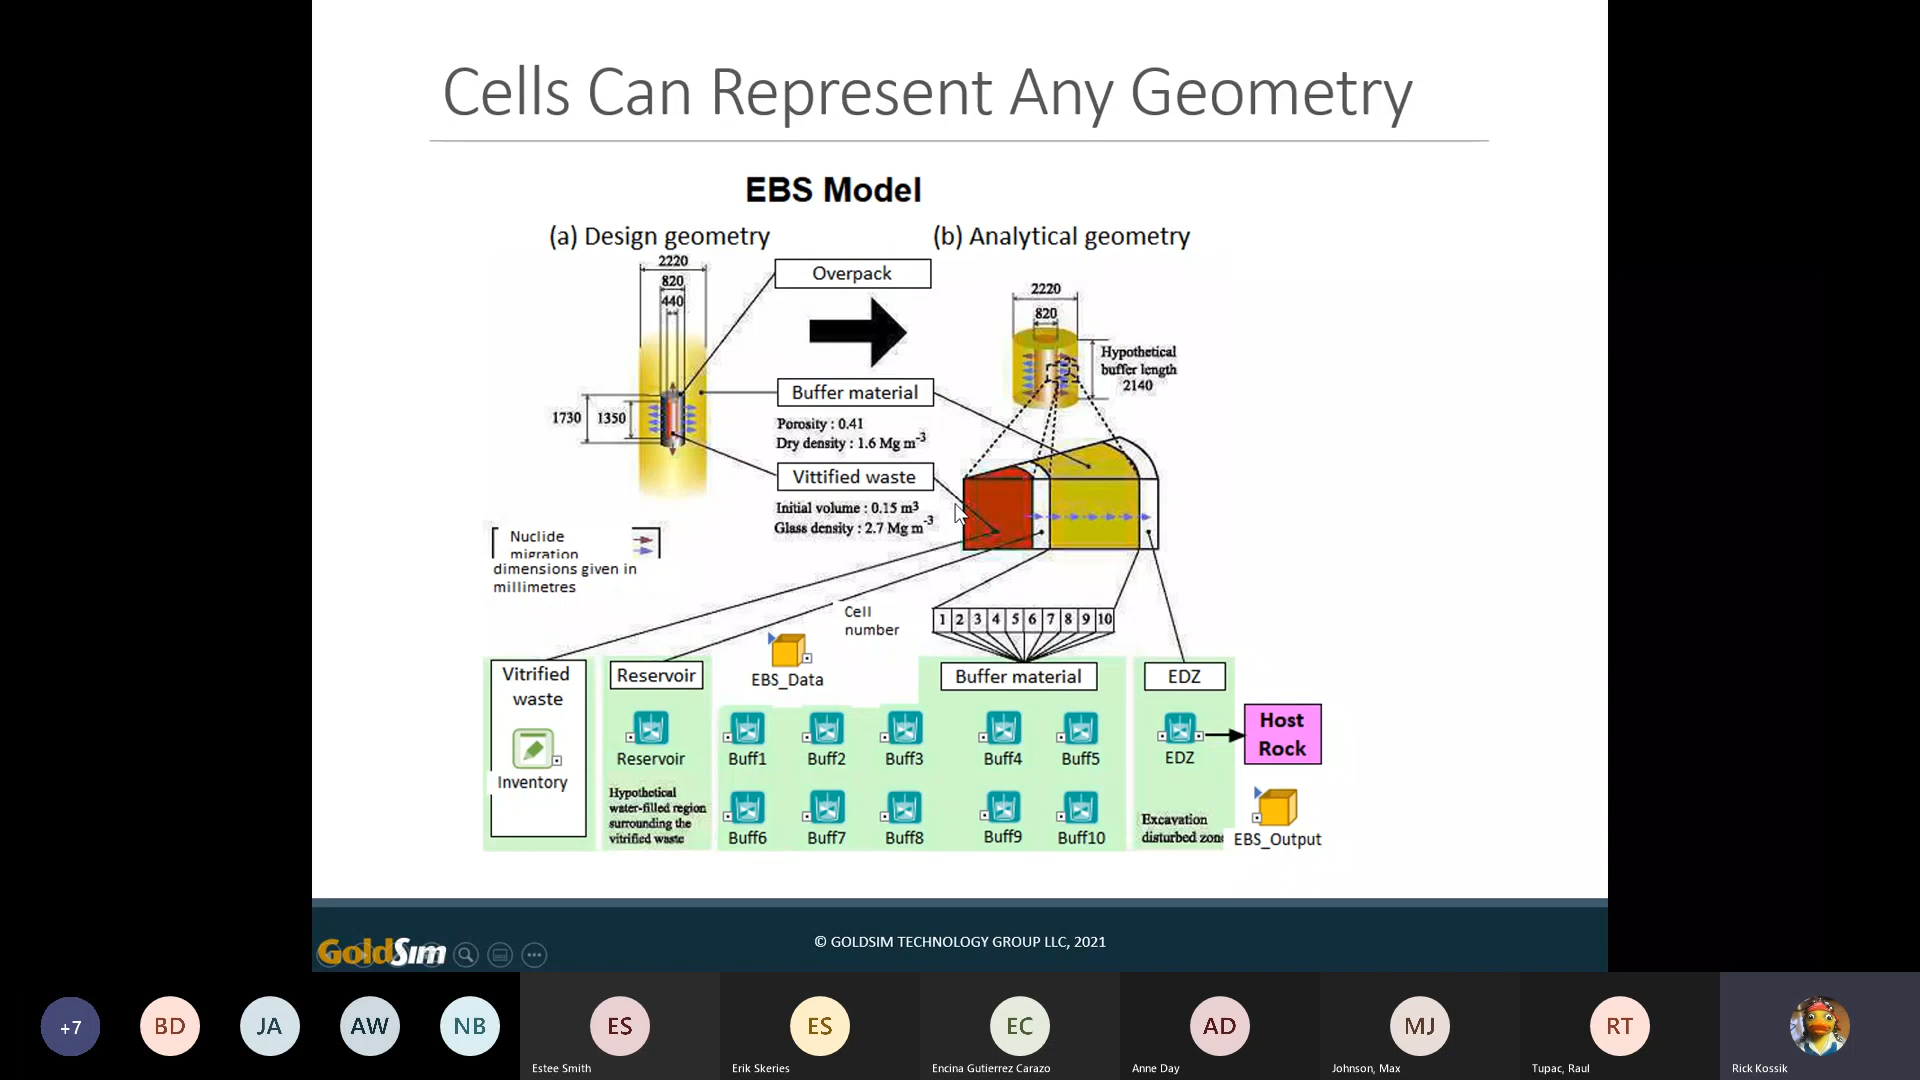 Cells Can Represent Any Geometry
EBS Model
(a) Design geometry
(b) Analytical geometry
2220
820
440
Overpack
2220
820
Hypothetical
buffer length
2140
Buffer material
1730
1350
Porosity : 0.41
Dry density : 1.6 Mg m-3
Vittified waste
Initial volume : 0.15 m3
Glass density : 2.7 Mg m-3
Nuclide
migration
dimensions given in
millimetres
Cell
number
1 2 3 4 5 6 7 8 9 10
Vitrified
waste
Reservoir
EBS_Data
Buffer material
EDZ
Inventory
Reservoir
Buff1
Buff2
Buff3
Buff4
Buff5
EDZ
Host
Rock
Hypothetical
water-filled region
surrounding the
vitrified waste
Buff6
Buff7
Buff8
Buff9
Buff10
Excavation
disturbed zone
EBS_Output
GoldSim
© GOLDSIM TECHNOLOGY GROUP LLC, 2021
+7
BD
JA
AW
NB
ES
ES
EC
AD
MJ
RT
Estee Smith
Erik Skeries
Encina Gutierrez Carazo
Anne Day
Johnson, Max
Tupac, Raul
Rick Kossik